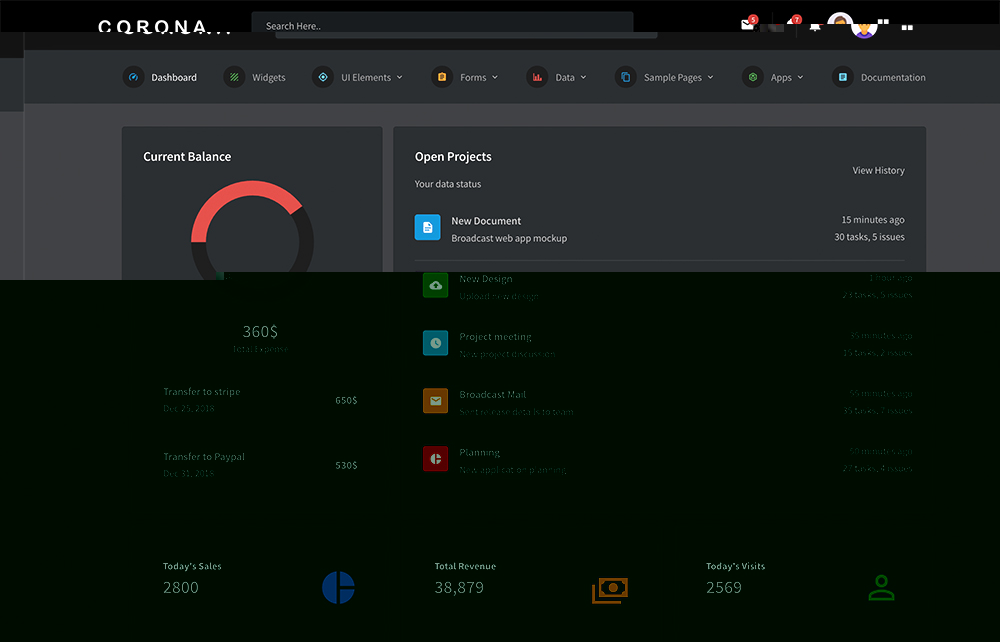 CORONA
Search Here..
5
7
Dashboard
Widgets
UI Elements
Forms
Data
Sample Pages
Apps
Documentation
Current Balance
Open Projects
View History
Your data status
New Document
15 minutes ago
Broadcast web app mockup
30 tasks, 5 issues
New Design
1 hour ago
Upload new design
23 tasks, 5 issues
360$
Total Expense
Project meeting
35 minutes ago
New project discussion
15 tasks, 2 issues
Transfer to stripe
650$
Dec 25, 2018
Broadcast Mail
55 minutes ago
Sent release details to team
35 tasks, 7 issues
Transfer to Paypal
530$
Dec 31, 2018
Planning
50 minutes ago
New application planning
27 tasks, 4 issues
Today's Sales
2800
Total Revenue
38,879
Today's Visits
2569